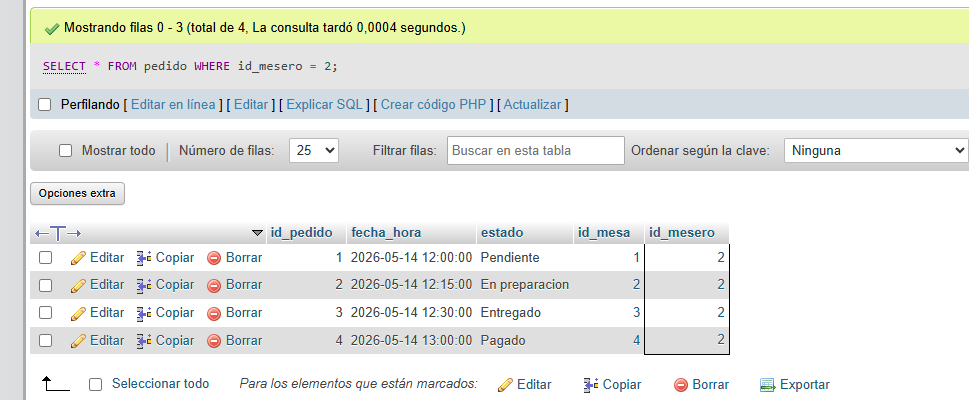 Mostrando filas 0 - 3 (total de 4, La consulta tardó 0,0004 segundos.)
SELECT * FROM pedido WHERE id_mesero = 2;
Perfilando [ Editar en línea ] [ Editar ] [ Explicar SQL ] [ Crear código PHP ] [ Actualizar ]
Mostrar todo | Número de filas: 25 Filtrar filas: Buscar en esta tabla Ordenar según la clave: Ninguna
Opciones extra
id_pedido fecha_hora estado id_mesa id_mesero
Editar Copiar Borrar 1 2026-05-14 12:00:00 Pendiente 1 2
Editar Copiar Borrar 2 2026-05-14 12:15:00 En preparacion 2 2
Editar Copiar Borrar 3 2026-05-14 12:30:00 Entregado 3 2
Editar Copiar Borrar 4 2026-05-14 13:00:00 Pagado 4 2
Seleccionar todo Para los elementos que están marcados: Editar Copiar Borrar Exportar